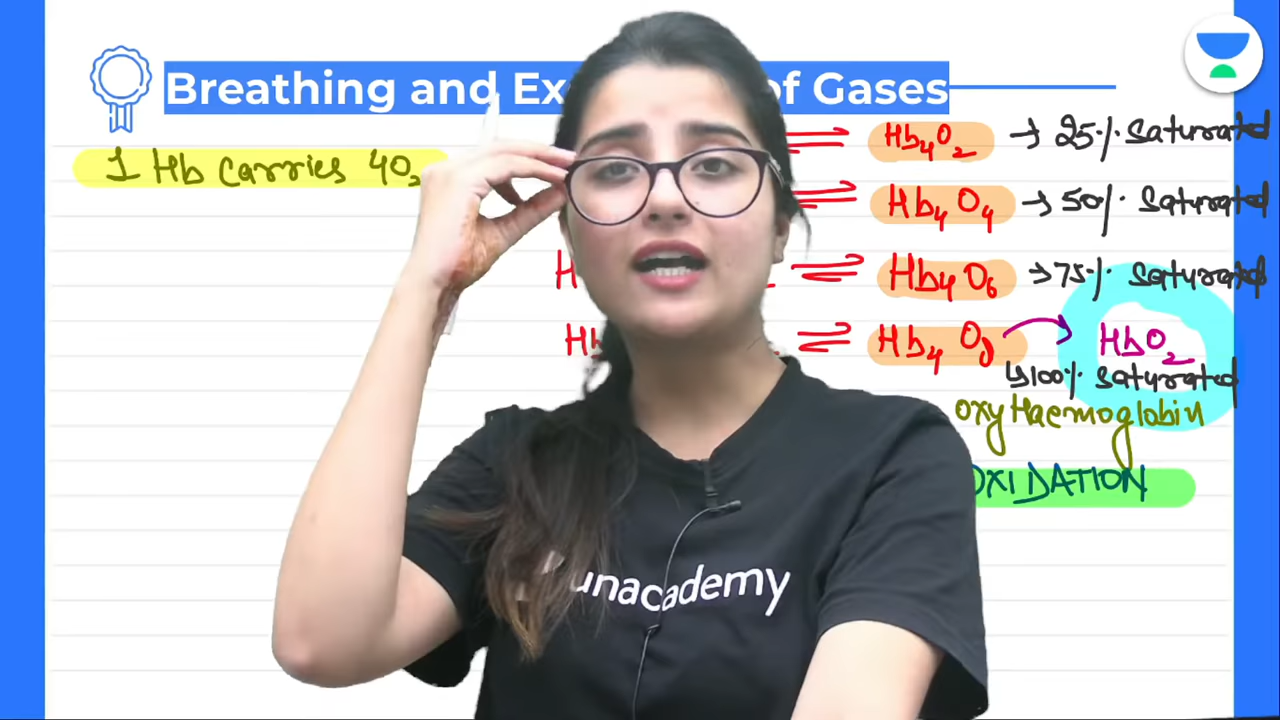 Breathing and Ex of Gases
1 Hb carries 4O₂
⇌ Hb₄O₂ → 25% saturated
⇌ Hb₄O₄ → 50% saturated
H ⇌ Hb₄O₆ → 75% saturated
Hb ⇌ Hb₄O₈ → HbO₂
↳ 100% saturated
oxyHaemoglobin
OXIDATION
unacademy